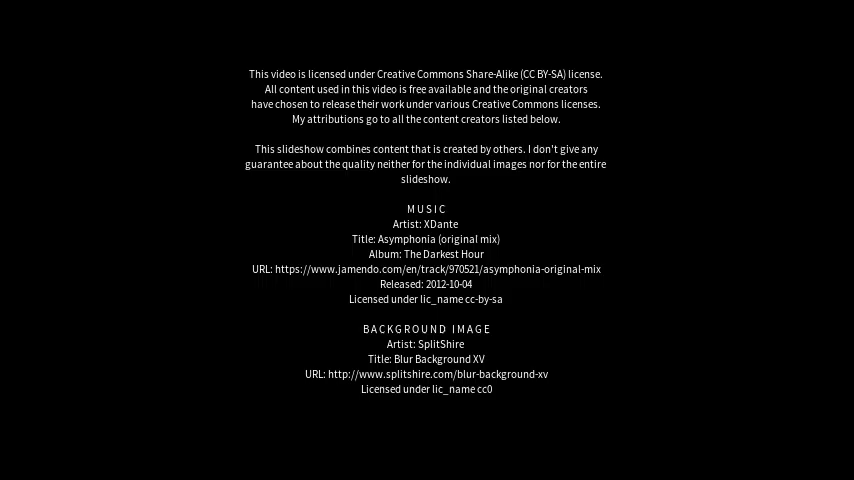 This video is licensed under Creative Commons Share-Alike (CC BY-SA) license.
All content used in this video is free available and the original creators
have chosen to release their work under various Creative Commons licenses.
My attributions go to all the content creators listed below.
This slideshow combines content that is created by others. I don't give any
guarantee about the quality neither for the individual images nor for the entire
slideshow.
MUSIC
Artist: XDante
Title: Asymphonia (original mix)
Album: The Darkest Hour
URL: https://www.jamendo.com/en/track/970521/asymphonia-original-mix
Released: 2012-10-04
Licensed under lic_name cc-by-sa
BACKGROUND IMAGE
Artist: SplitShire
Title: Blur Background XV
URL: http://www.splitshire.com/blur-background-xv
Licensed under lic_name cc0